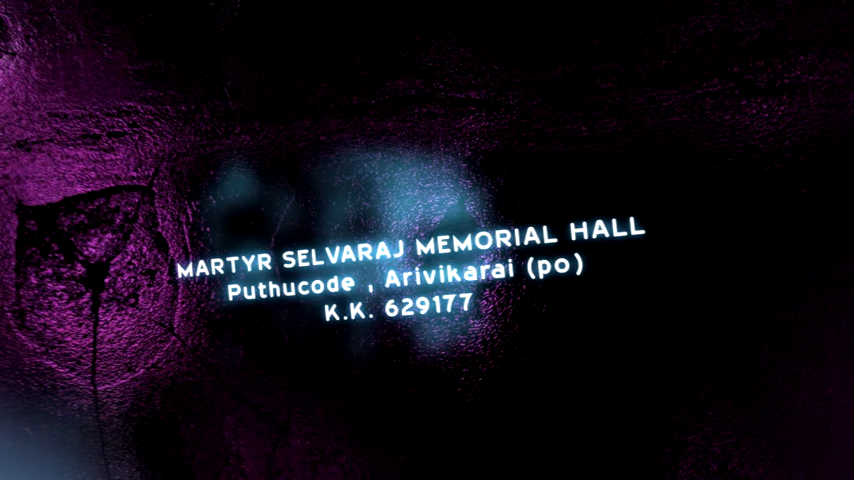 MARTYR SELVARAJ MEMORIAL HALL
Puthucode , Arivikarai (po)
K.K. 629177